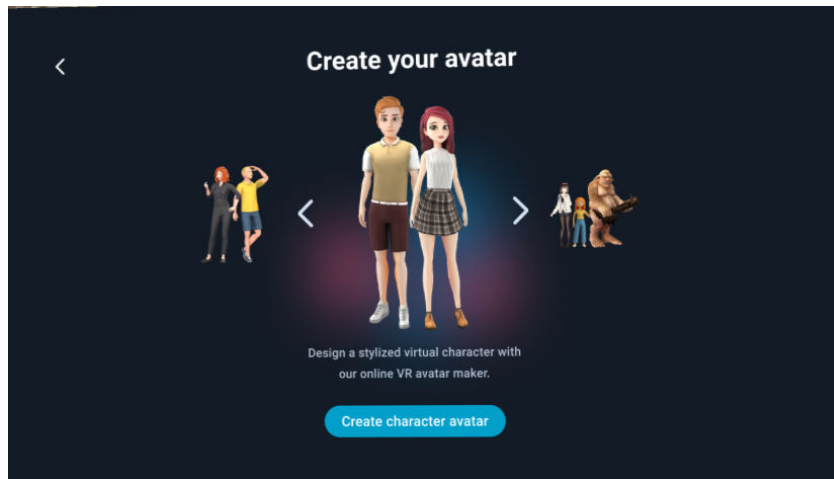 Create your avatar
Design a stylized virtual character with
our online VR avatar maker.
Create character avatar